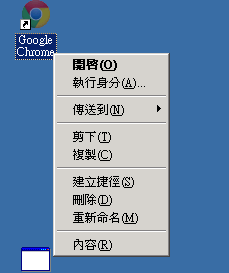 Google
Chrome
開啓(O)
執行身分(A)...
傳送到(N)
剪下(T)
複製(C)
建立捷徑(S)
刪除(D)
重新命名(M)
內容(R)